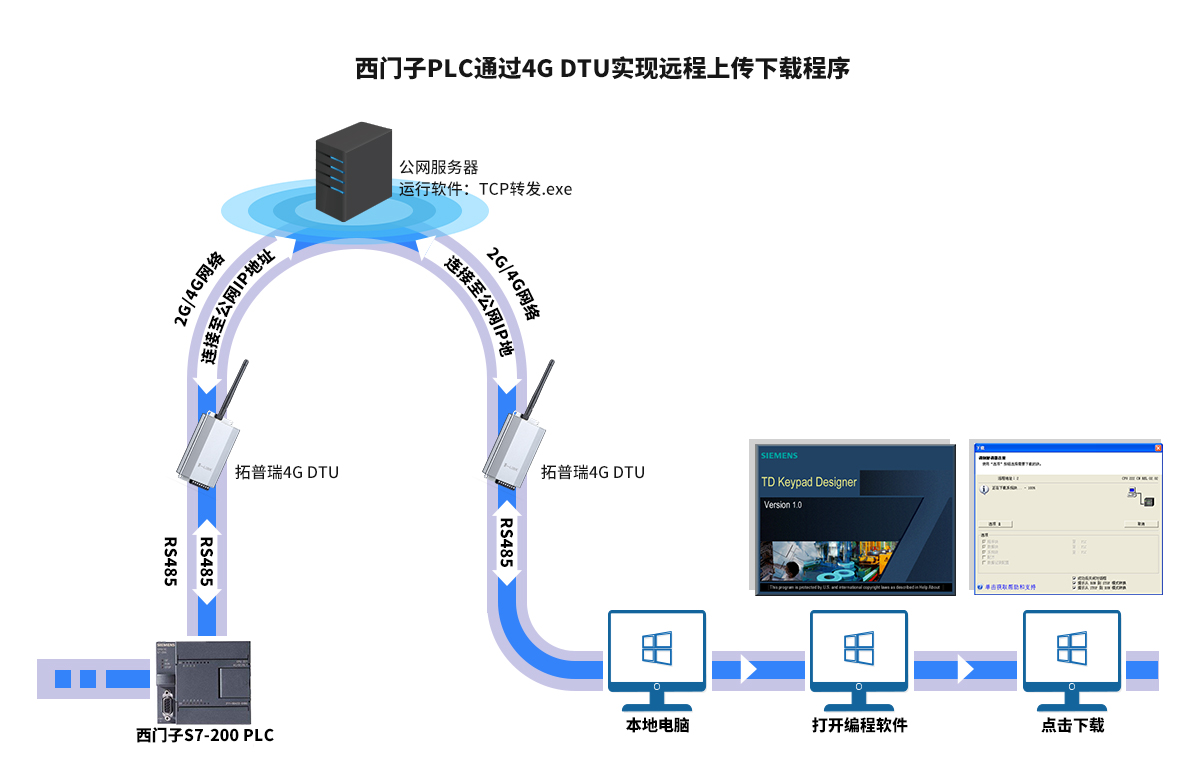 西门子PLC通过4G DTU实现远程上传下载程序
公网服务器
运行软件：TCP转发.exe
2G/4G网络
连接至公网IP地址
2G/4G网络
连接至公网IP地
拓普瑞4G DTU
拓普瑞4G DTU
RS485
RS485
RS485
SIEMENS
TD Keypad Designer
Version 1.0
This program is protected by U.S. and international copyright laws as described in Help About
下载
选项
取消
选项
单击获取帮助和支持
SIEMENS
西门子S7-200 PLC
本地电脑
打开编程软件
点击下载